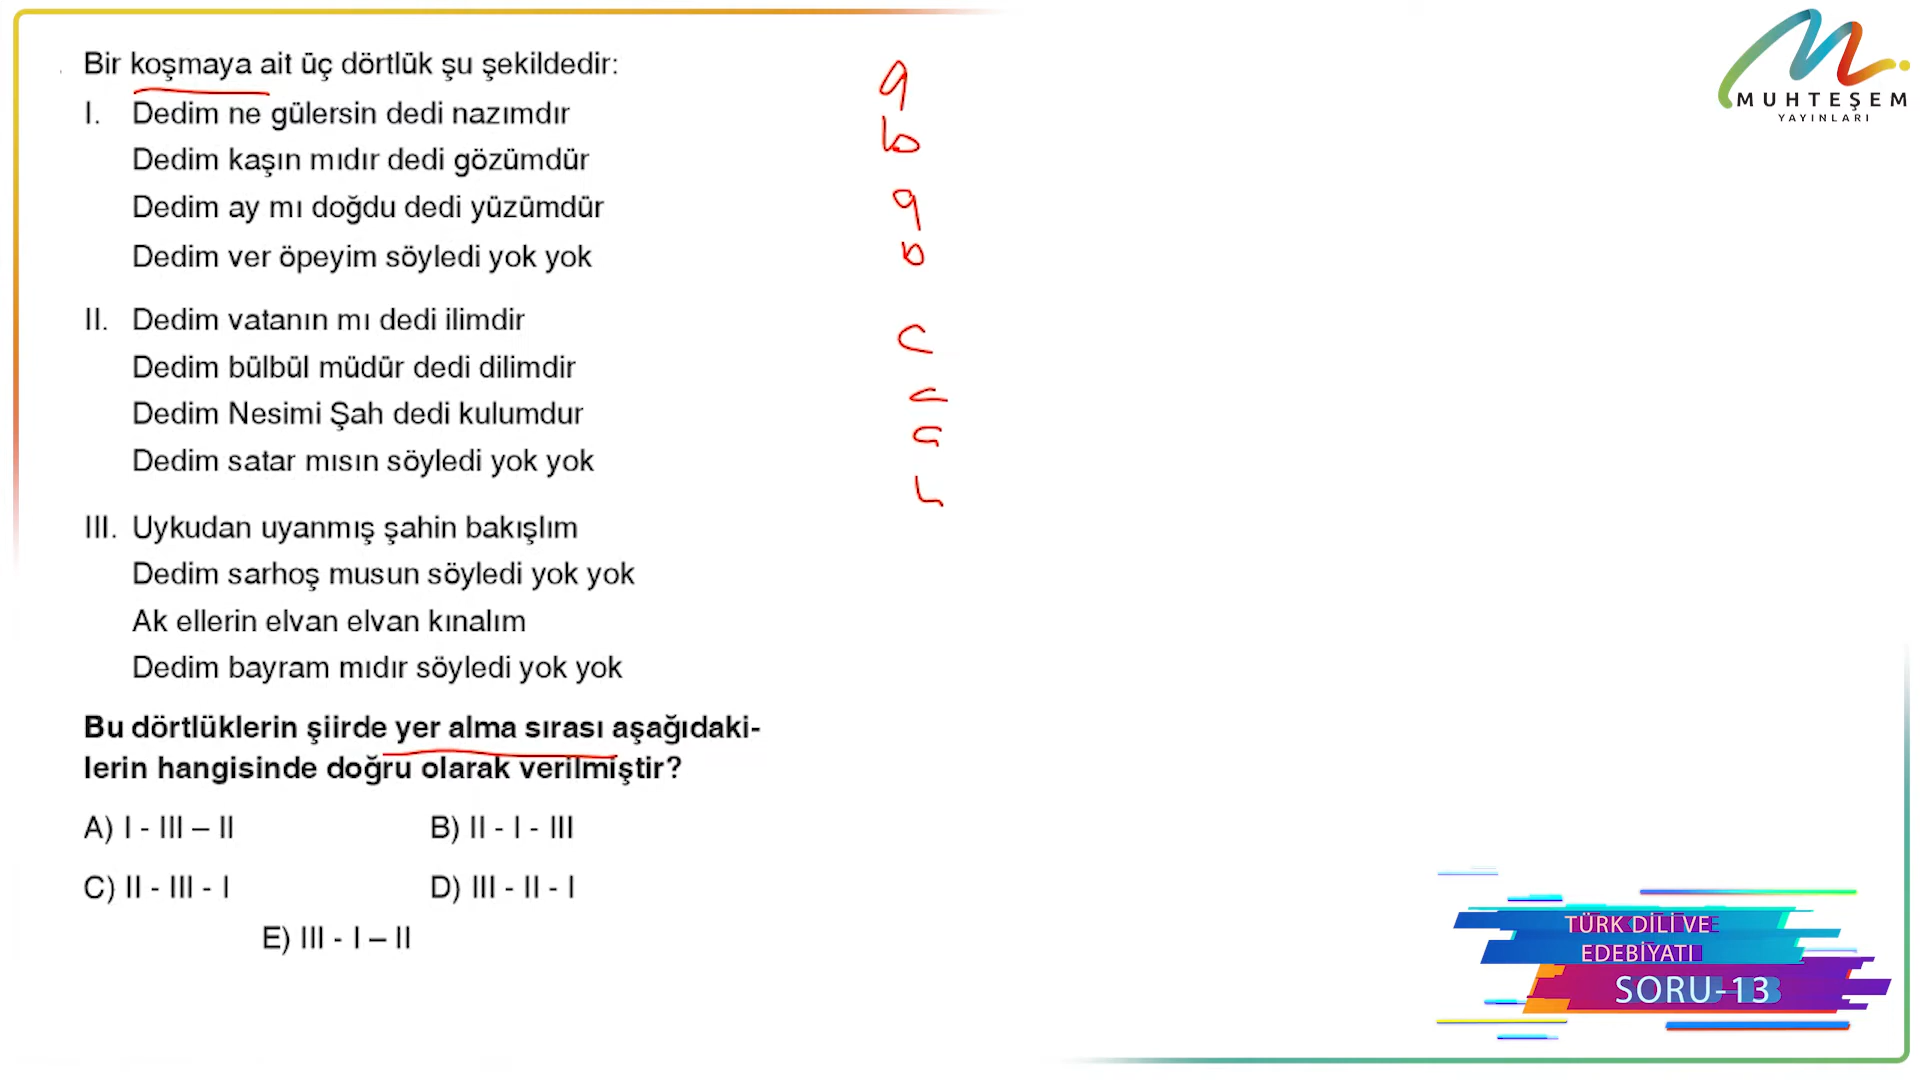 Bir koşmaya ait üç dörtlük şu şekildedir:
I. Dedim ne gülersin dedi nazımdır
Dedim kaşın mıdır dedi gözümdür
Dedim ay mı doğdu dedi yüzümdür
Dedim ver öpeyim söyledi yok yok
II. Dedim vatanın mı dedi ilimdir
Dedim bülbül müdür dedi dilimdir
Dedim Nesimi Şah dedi kulumdur
Dedim satar mısın söyledi yok yok
III. Uykudan uyanmış şahin bakışlım
Dedim sarhoş musun söyledi yok yok
Ak ellerin elvan elvan kınalım
Dedim bayram mıdır söyledi yok yok
Bu dörtlüklerin şiirde yer alma sırası aşağıdaki-
lerin hangisinde doğru olarak verilmiştir?
A) I - III – II
B) II - I - III
C) II - III - I
D) III - II - I
E) III - I – II
a
b
a
b
c
c
c
b
MUHTEŞEM
YAYINLARI
TÜRK DİLİ VE
EDEBİYATI
SORU-13